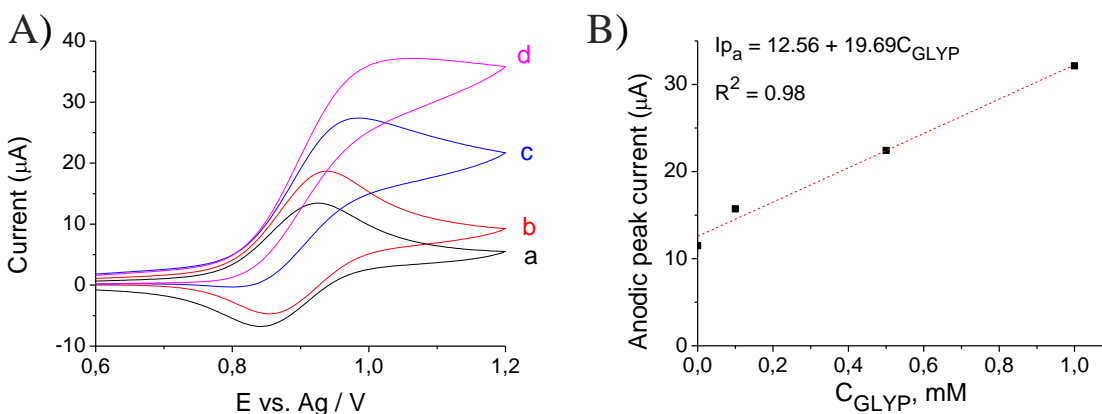 A)
40
30
20
10
0
-10
Current (μA)
0,6
0,8
1,0
1,2
E vs. Ag / V
d
c
b
a
B)
Ipₐ = 12.56 + 19.69C_GLYP
R² = 0.98
30
20
10
0
Anodic peak current (μA)
0,0
0,2
0,4
0,6
0,8
1,0
C_GLYP, mM